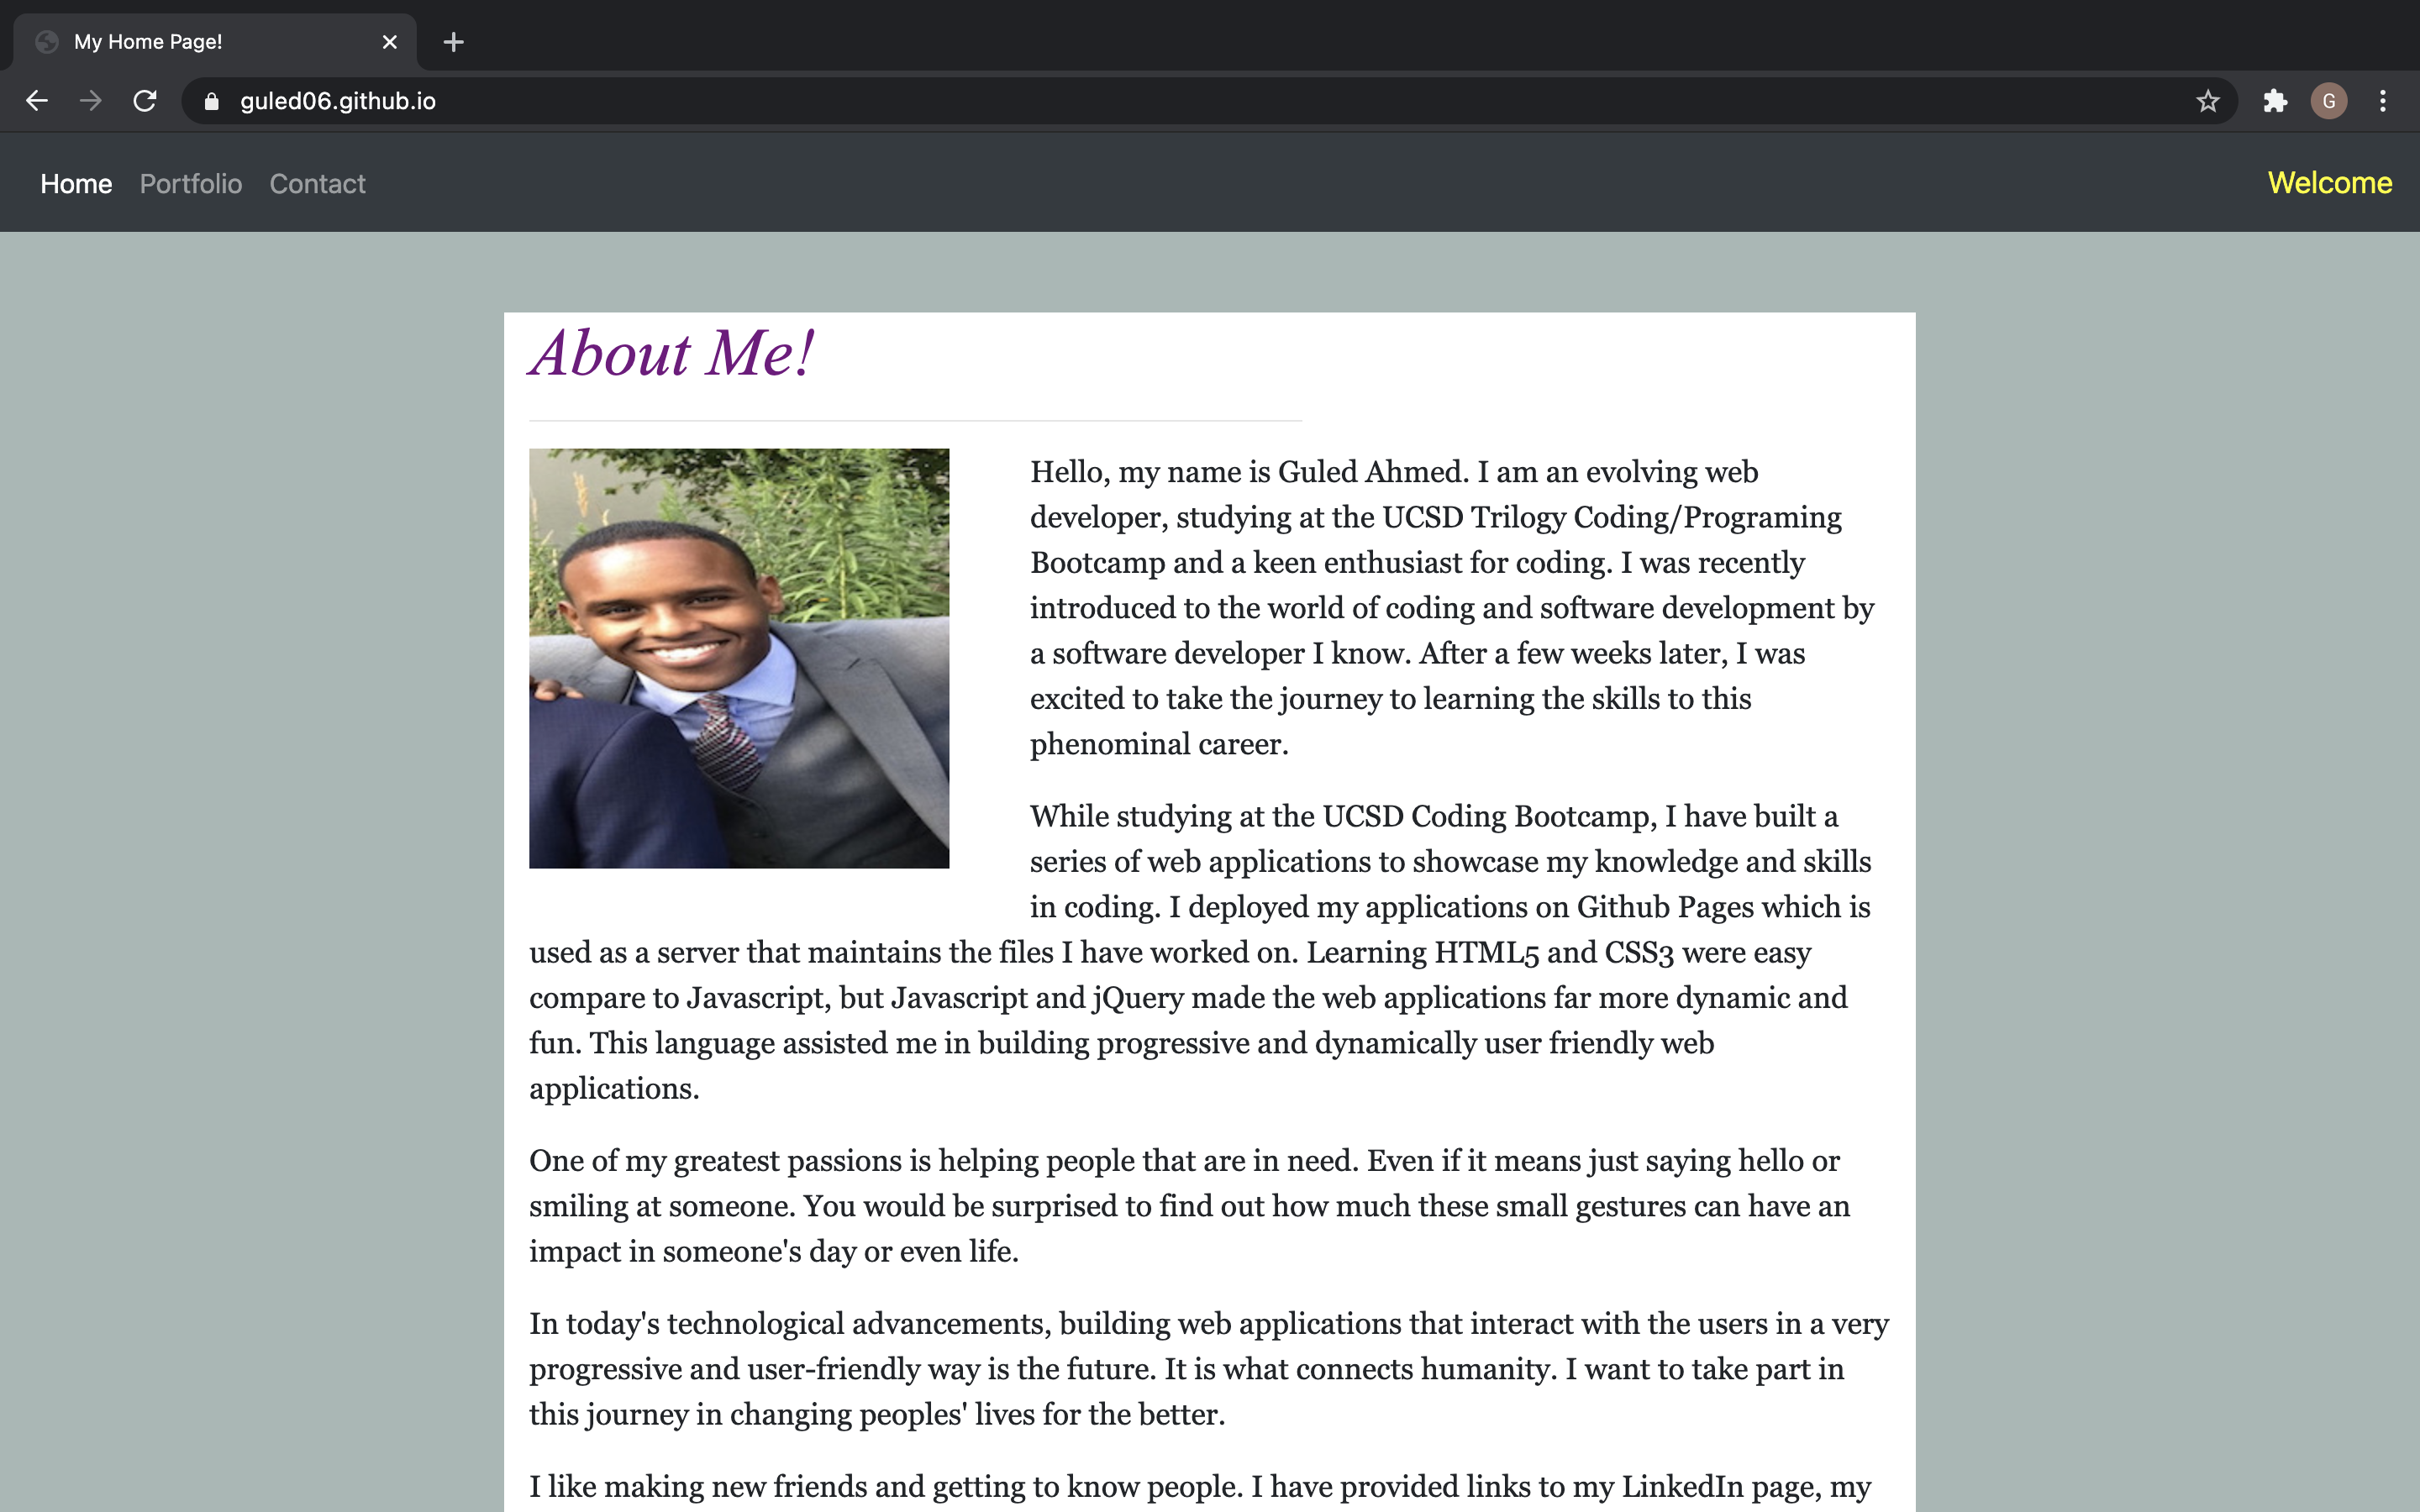 My Home Page!
guled06.github.io
G
Home Portfolio Contact
Welcome
About Me!
Hello, my name is Guled Ahmed. I am an evolving web
developer, studying at the UCSD Trilogy Coding/Programing
Bootcamp and a keen enthusiast for coding. I was recently
introduced to the world of coding and software development by
a software developer I know. After a few weeks later, I was
excited to take the journey to learning the skills to this
phenominal career.
While studying at the UCSD Coding Bootcamp, I have built a
series of web applications to showcase my knowledge and skills
in coding. I deployed my applications on Github Pages which is
used as a server that maintains the files I have worked on. Learning HTML5 and CSS3 were easy
compare to Javascript, but Javascript and jQuery made the web applications far more dynamic and
fun. This language assisted me in building progressive and dynamically user friendly web
applications.
One of my greatest passions is helping people that are in need. Even if it means just saying hello or
smiling at someone. You would be surprised to find out how much these small gestures can have an
impact in someone's day or even life.
In today's technological advancements, building web applications that interact with the users in a very
progressive and user-friendly way is the future. It is what connects humanity. I want to take part in
this journey in changing peoples' lives for the better.
I like making new friends and getting to know people. I have provided links to my LinkedIn page, my